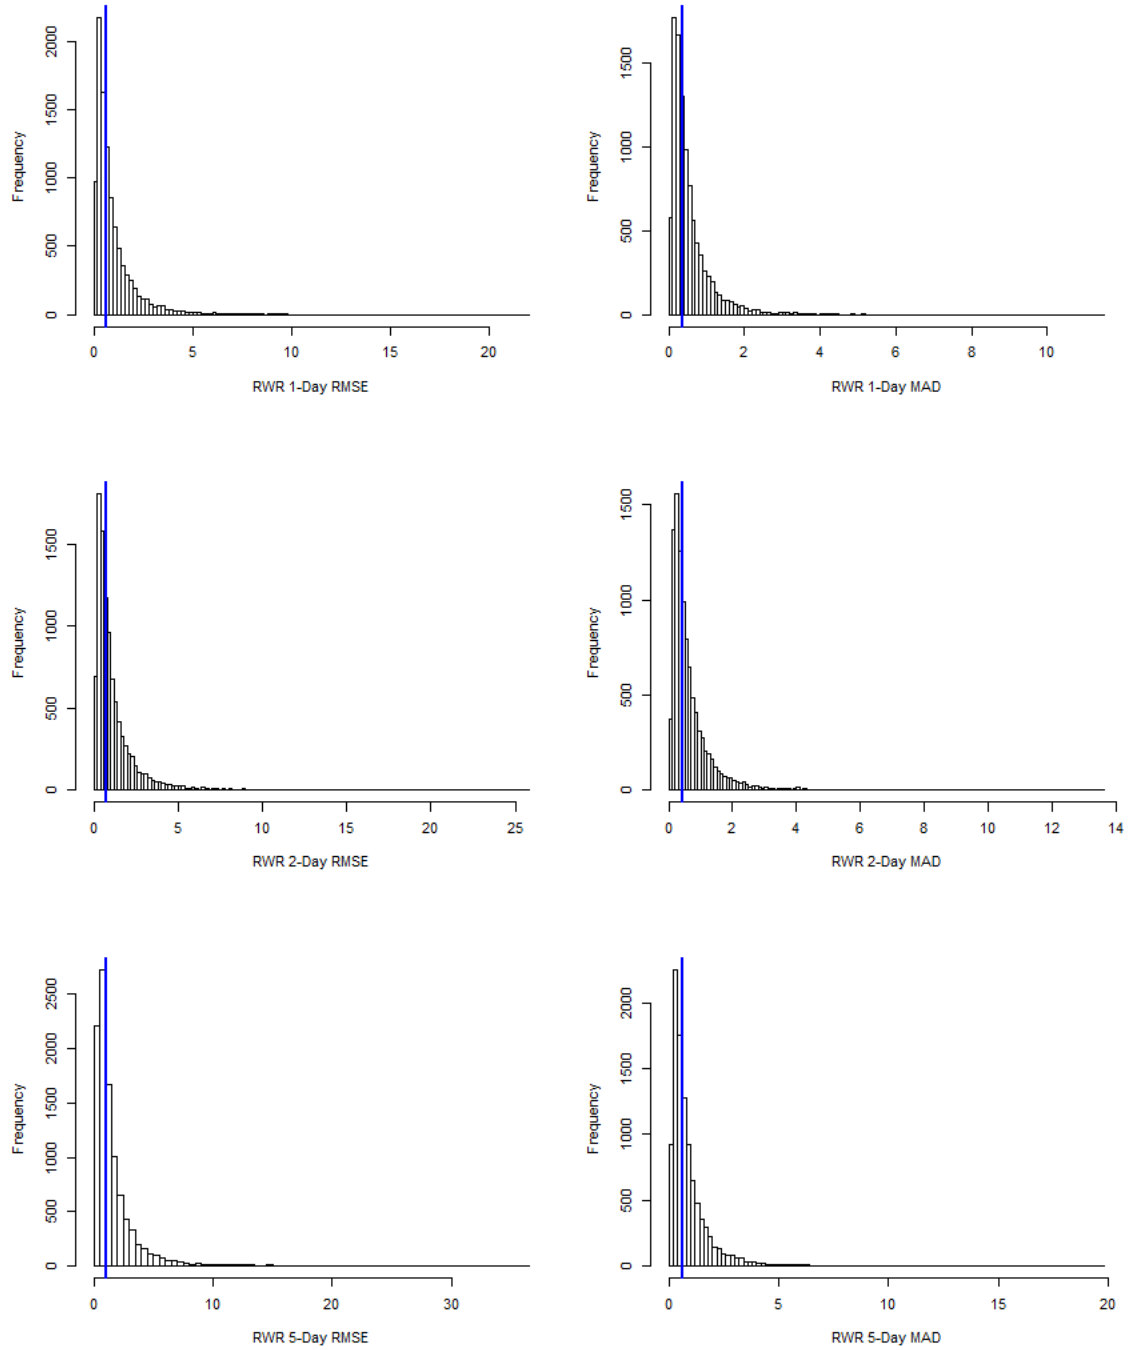 Frequency
2000
1500
1000
500
0
0 5 10 15 20
RWR 1-Day RMSE
Frequency
1500
1000
500
0
0 2 4 6 8 10
RWR 1-Day MAD
Frequency
1500
1000
500
0
0 5 10 15 20 25
RWR 2-Day RMSE
Frequency
1500
1000
500
0
0 2 4 6 8 10 12 14
RWR 2-Day MAD
Frequency
2500
2000
1500
1000
500
0
0 10 20 30
RWR 5-Day RMSE
Frequency
2000
1500
1000
500
0
0 5 10 15 20
RWR 5-Day MAD